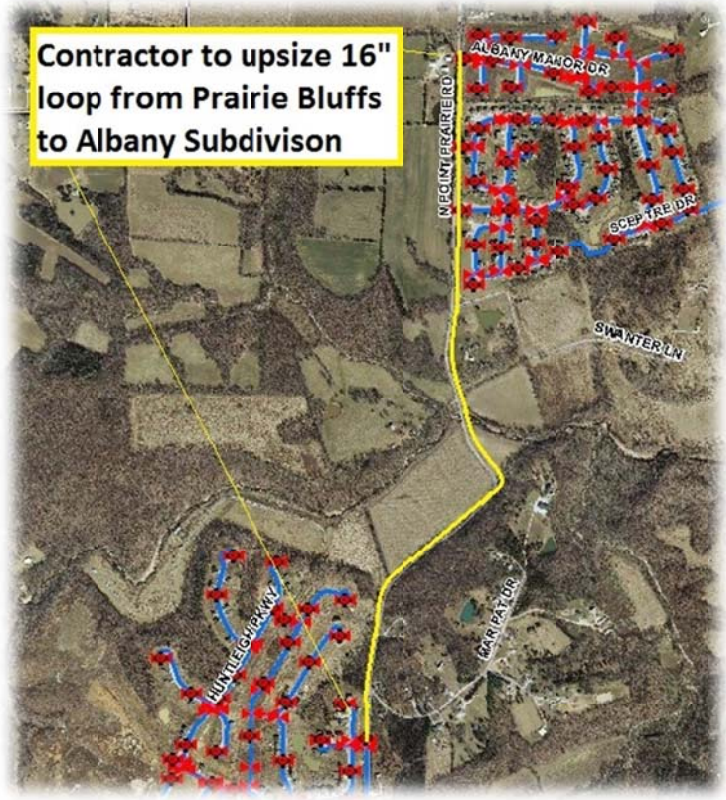 Contractor to upsize 16"
loop from Prairie Bluffs
to Albany Subdivison
ALBANY MANOR DR
N POINT PRAIRIE RD
SCEPTRE DR
SWANTER LN
MAR PAT DR
HUNTLEIGH PKWY